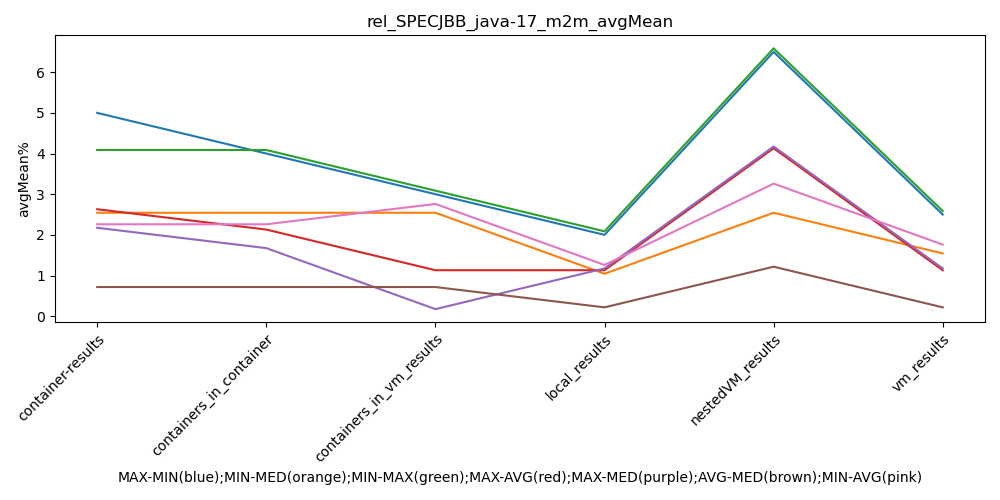 rel_SPECJBB_java-17_m2m_avgMean
avgMean%
6
5
4
3
2
1
0
container-results
containers_in_container
containers_in_vm_results
local_results
nestedVM_results
vm_results
MAX-MIN(blue);MIN-MED(orange);MIN-MAX(green);MAX-AVG(red);MAX-MED(purple);AVG-MED(brown);MIN-AVG(pink)